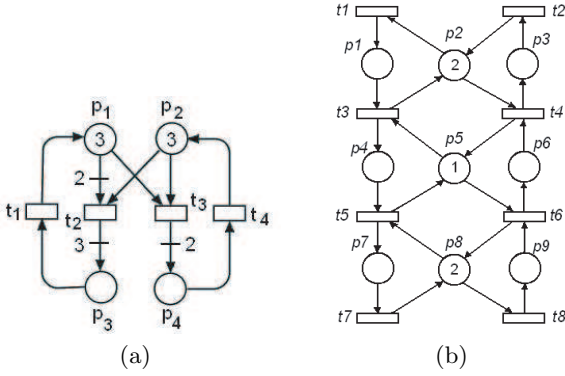 p1 p2
3 3
2
t1 t2 t3 t4
3 2
p3 p4
(a)
t1 t2
p2
p1 p3
2
t3 t4
p5
p4 p6
1
t5 t6
p7 p8 p9
2
t7 t8
(b)